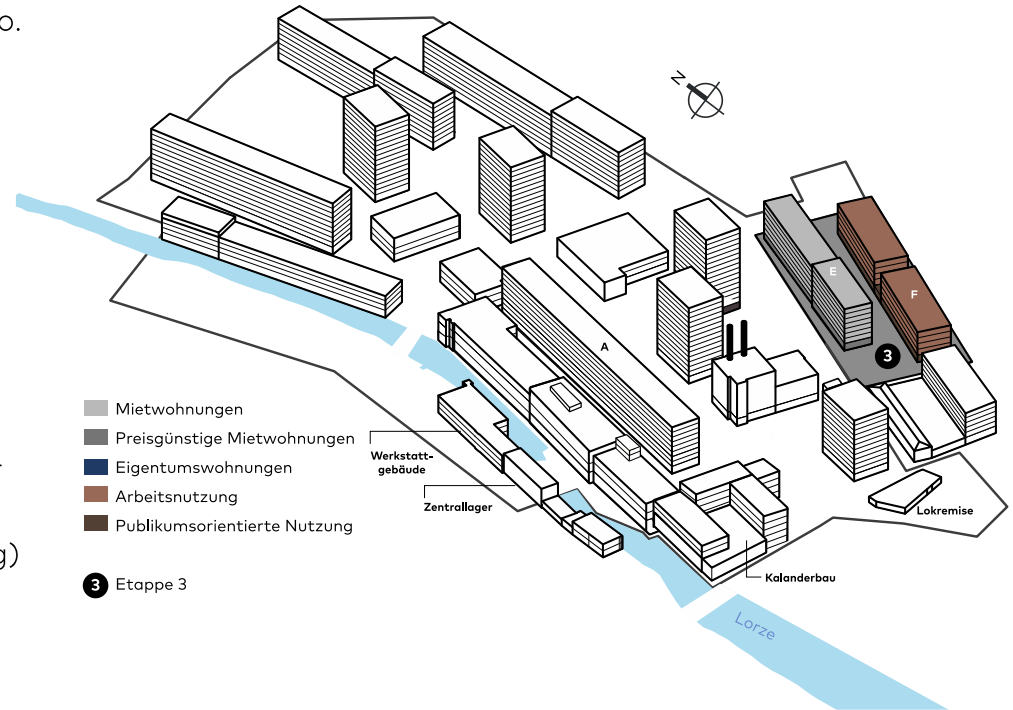 o.
N
E
F
3
A
Mietwohnungen
Preisgünstige Mietwohnungen
Eigentumswohnungen
Arbeitsnutzung
Publikumsorientierte Nutzung
g)
3 Etappe 3
Werkstatt-
gebäude
Zentrallager
Lokremise
Kalanderbau
Lorze